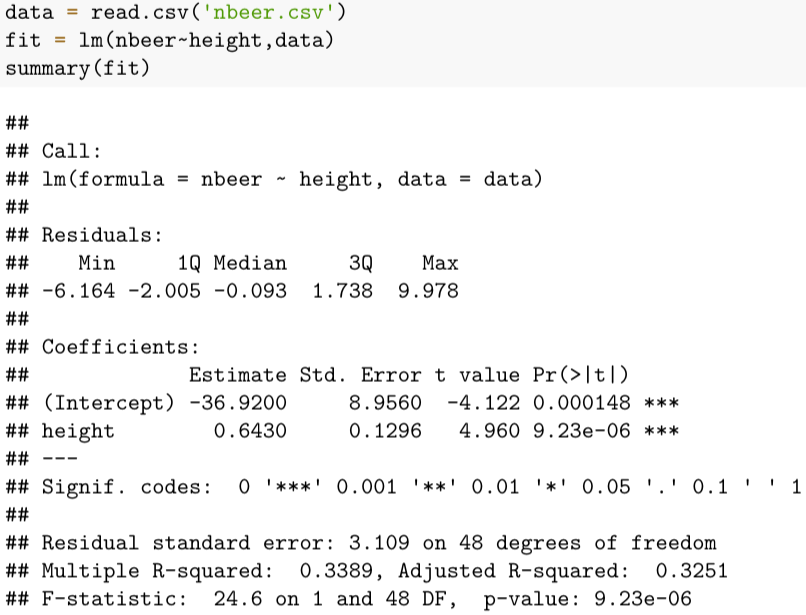 data = read.csv('nbeer.csv')
fit = lm(nbeer~height,data)
summary(fit)
##
## Call:
## lm(formula = nbeer ~ height, data = data)
##
## Residuals:
##    Min     1Q Median     3Q    Max
## -6.164 -2.005 -0.093  1.738  9.978
##
## Coefficients:
##             Estimate Std. Error t value Pr(>|t|)
## (Intercept) -36.9200     8.9560  -4.122 0.000148 ***
## height        0.6430     0.1296   4.960 9.23e-06 ***
## ---
## Signif. codes:  0 '***' 0.001 '**' 0.01 '*' 0.05 '.' 0.1 ' ' 1
##
## Residual standard error: 3.109 on 48 degrees of freedom
## Multiple R-squared:  0.3389, Adjusted R-squared:  0.3251
## F-statistic:  24.6 on 1 and 48 DF,  p-value: 9.23e-06